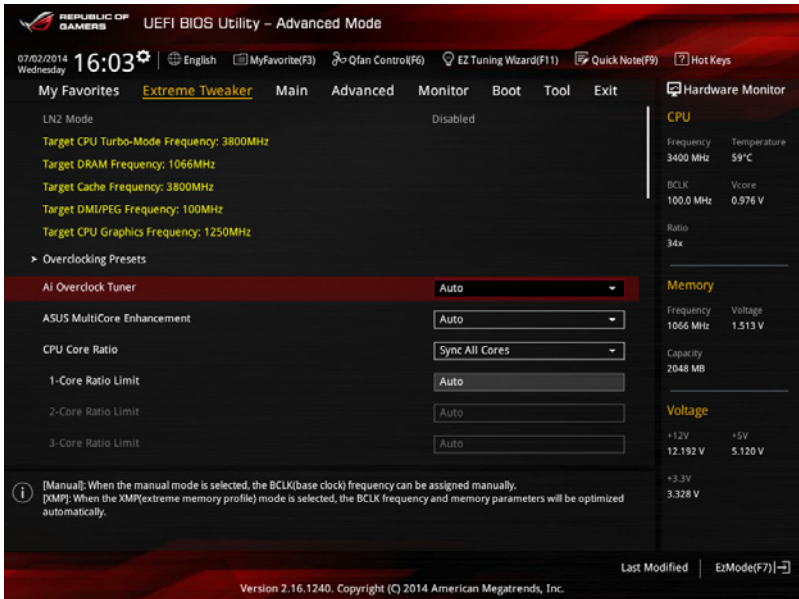 REPUBLIC OF
GAMERS
UEFI BIOS Utility – Advanced Mode
07/02/2014
Wednesday
16:03
English
MyFavorite(F3)
Qfan Control(F6)
EZ Tuning Wizard(F11)
Quick Note(F9)
? Hot Keys
My Favorites Extreme Tweaker Main Advanced Monitor Boot Tool Exit
LN2 Mode Disabled
Target CPU Turbo-Mode Frequency: 3800MHz
Target DRAM Frequency: 1066MHz
Target Cache Frequency: 3800MHz
Target DMI/PEG Frequency: 100MHz
Target CPU Graphics Frequency: 1250MHz
> Overclocking Presets
Ai Overclock Tuner Auto
ASUS MultiCore Enhancement Auto
CPU Core Ratio Sync All Cores
1-Core Ratio Limit Auto
2-Core Ratio Limit Auto
3-Core Ratio Limit Auto
i
[Manual]: When the manual mode is selected, the BCLK(base clock) frequency can be assigned manually.
[XMP]: When the XMP(extreme memory profile) mode is selected, the BCLK frequency and memory parameters will be optimized
automatically.
Hardware Monitor
CPU
Frequency Temperature
3400 MHz 59°C
BCLK Vcore
100.0 MHz 0.976 V
Ratio
34x
Memory
Frequency Voltage
1066 MHz 1.513 V
Capacity
2048 MB
Voltage
+12V +5V
12.192 V 5.120 V
+3.3V
3.328 V
Last Modified
EzMode(F7)
Version 2.16.1240. Copyright (C) 2014 American Megatrends, Inc.